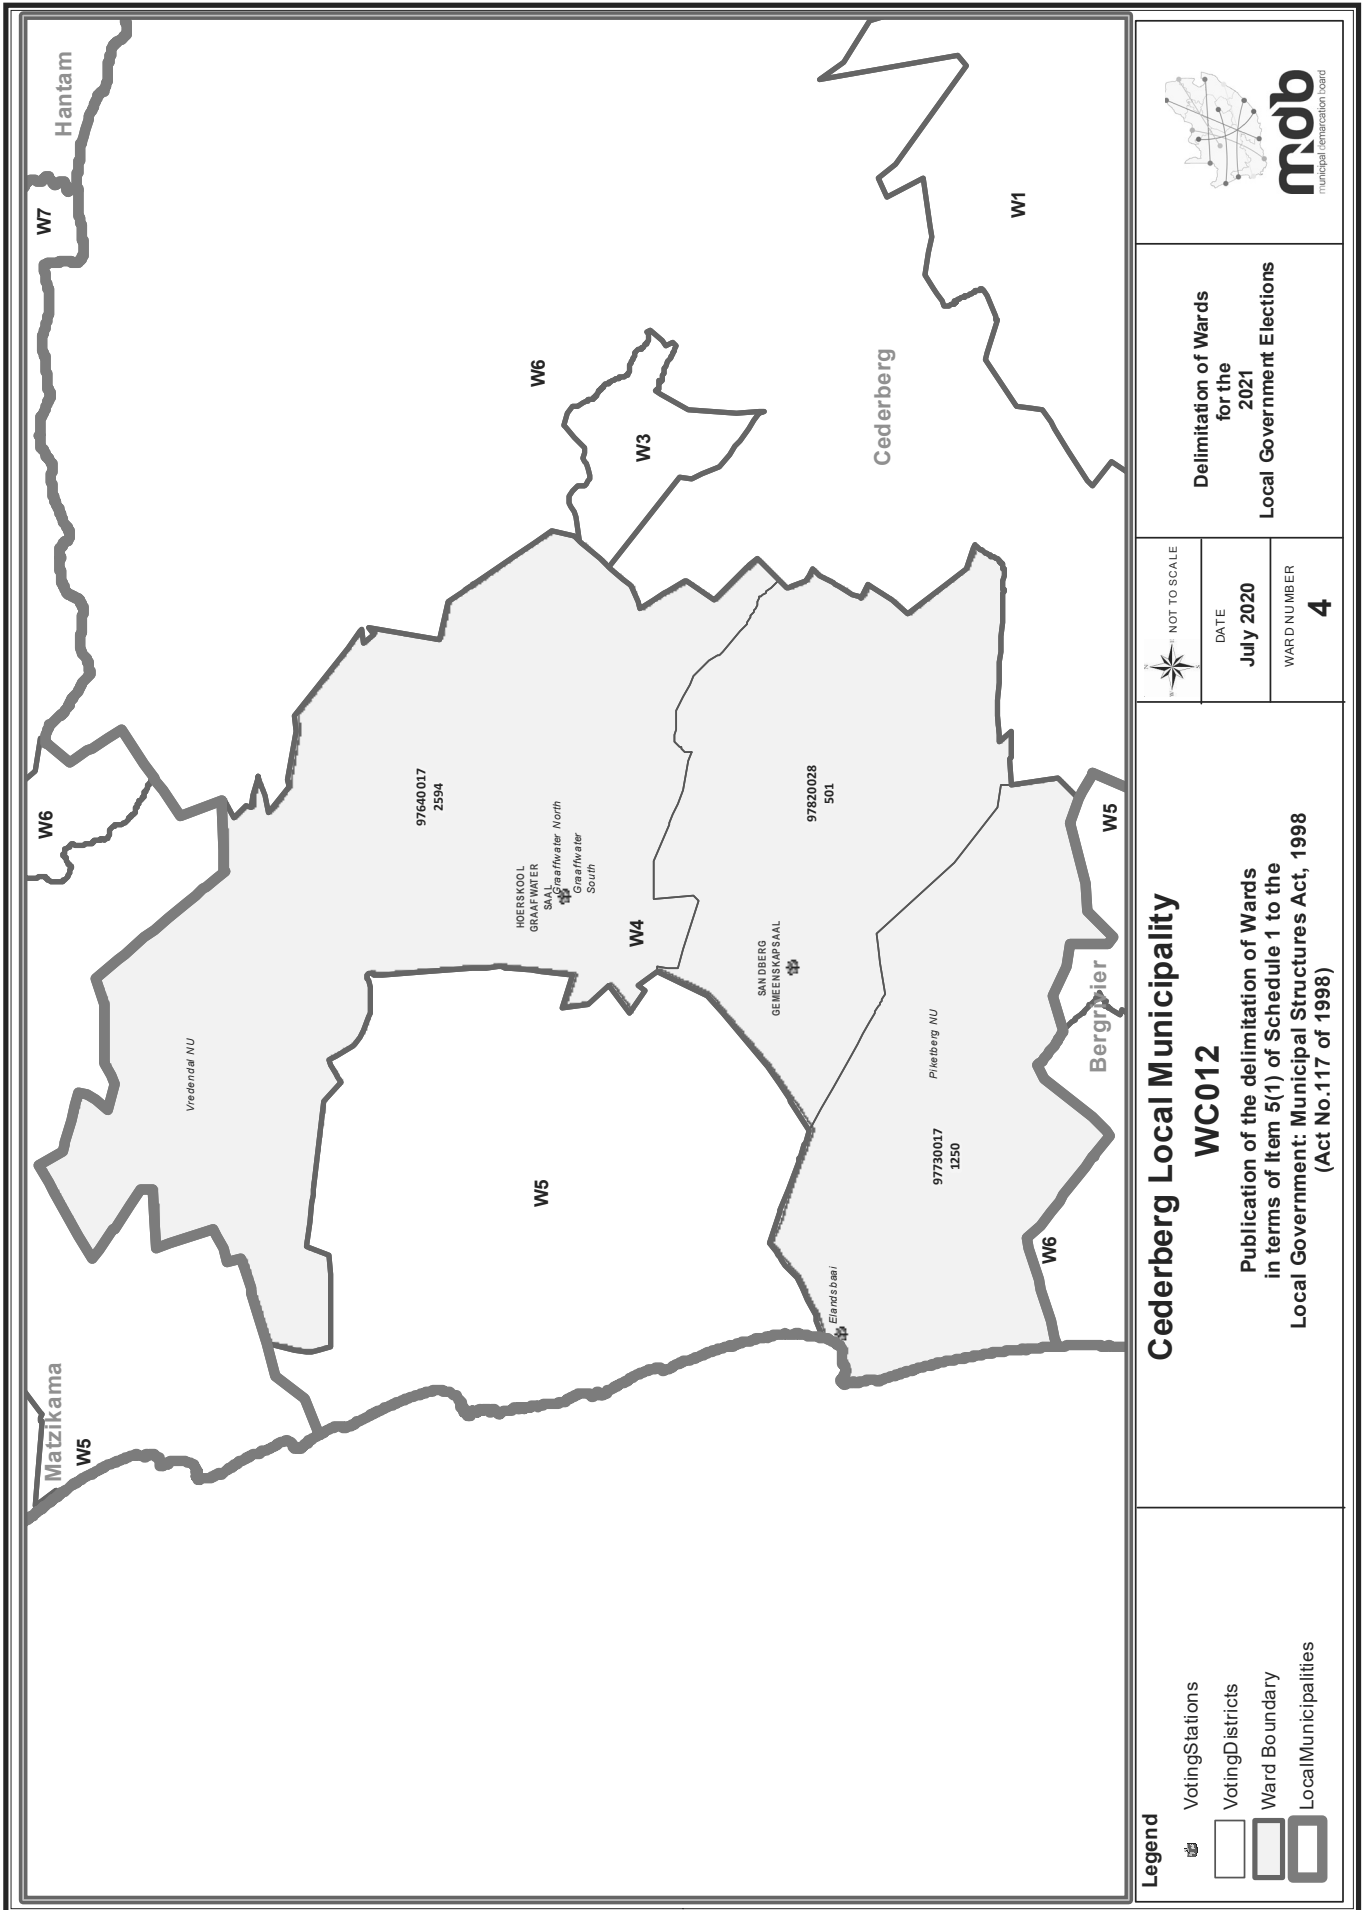 Hantam
W7
W6
W6
W3
Cederberg
W1
97640017
2594
HOERSKOOL
GRAAFWATER
SAAL
Graaffwater North
Graaffwater
South
W4
97820028
501
SANDBERG
GEMEENSKAPSAAL
Vredendal NU
W5
Piketberg NU
97730017
1250
Elandsbaai
W5
Bergrivier
W6
Matzikama
W5
Cederberg Local Municipality
WC012
Publication of the delimitation of Wards
in terms of Item 5(1) of Schedule 1 to the
Local Government: Municipal Structures Act, 1998
(Act No.117 of 1998)
Legend
VotingStations
VotingDistricts
Ward Boundary
LocalMunicipalities
N
E
S
W
NOT TO SCALE
DATE
July 2020
WARD NUMBER
4
Delimitation of Wards
for the
2021
Local Government Elections
mdb
municipal demarcation board